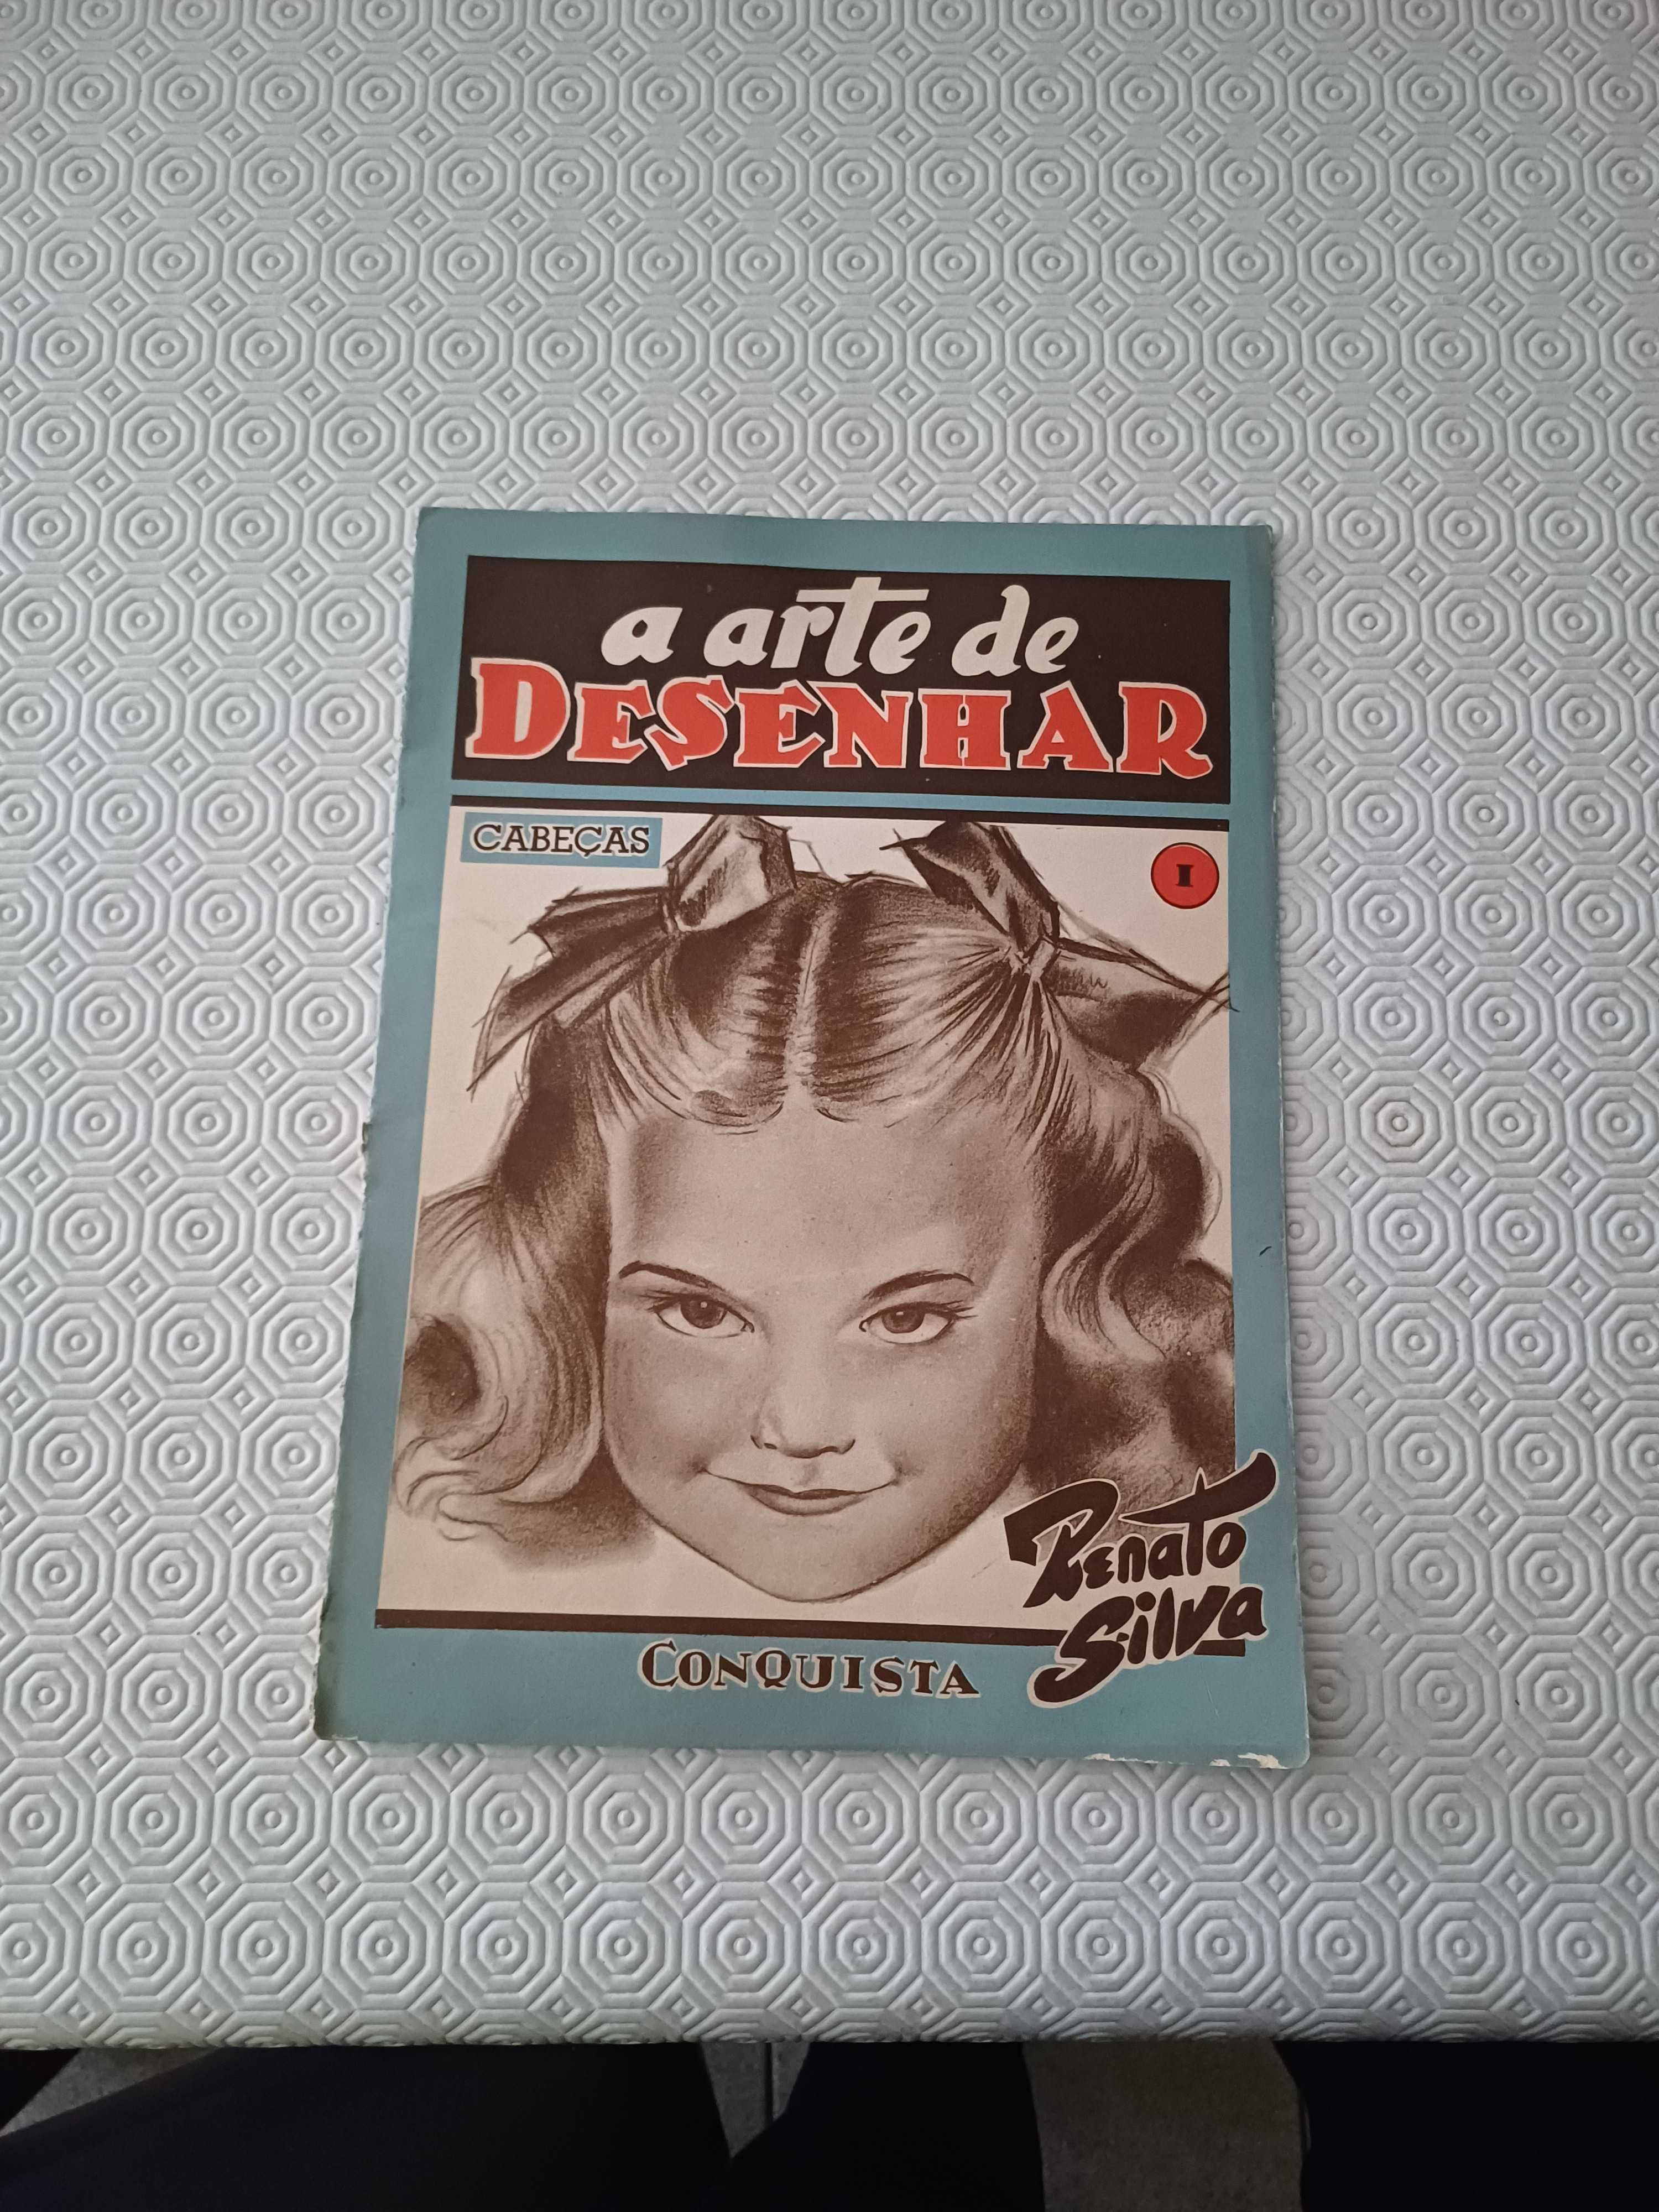 a arte de
DESENHAR
CABEÇAS
I
Renato
Silva
CONQUISTA